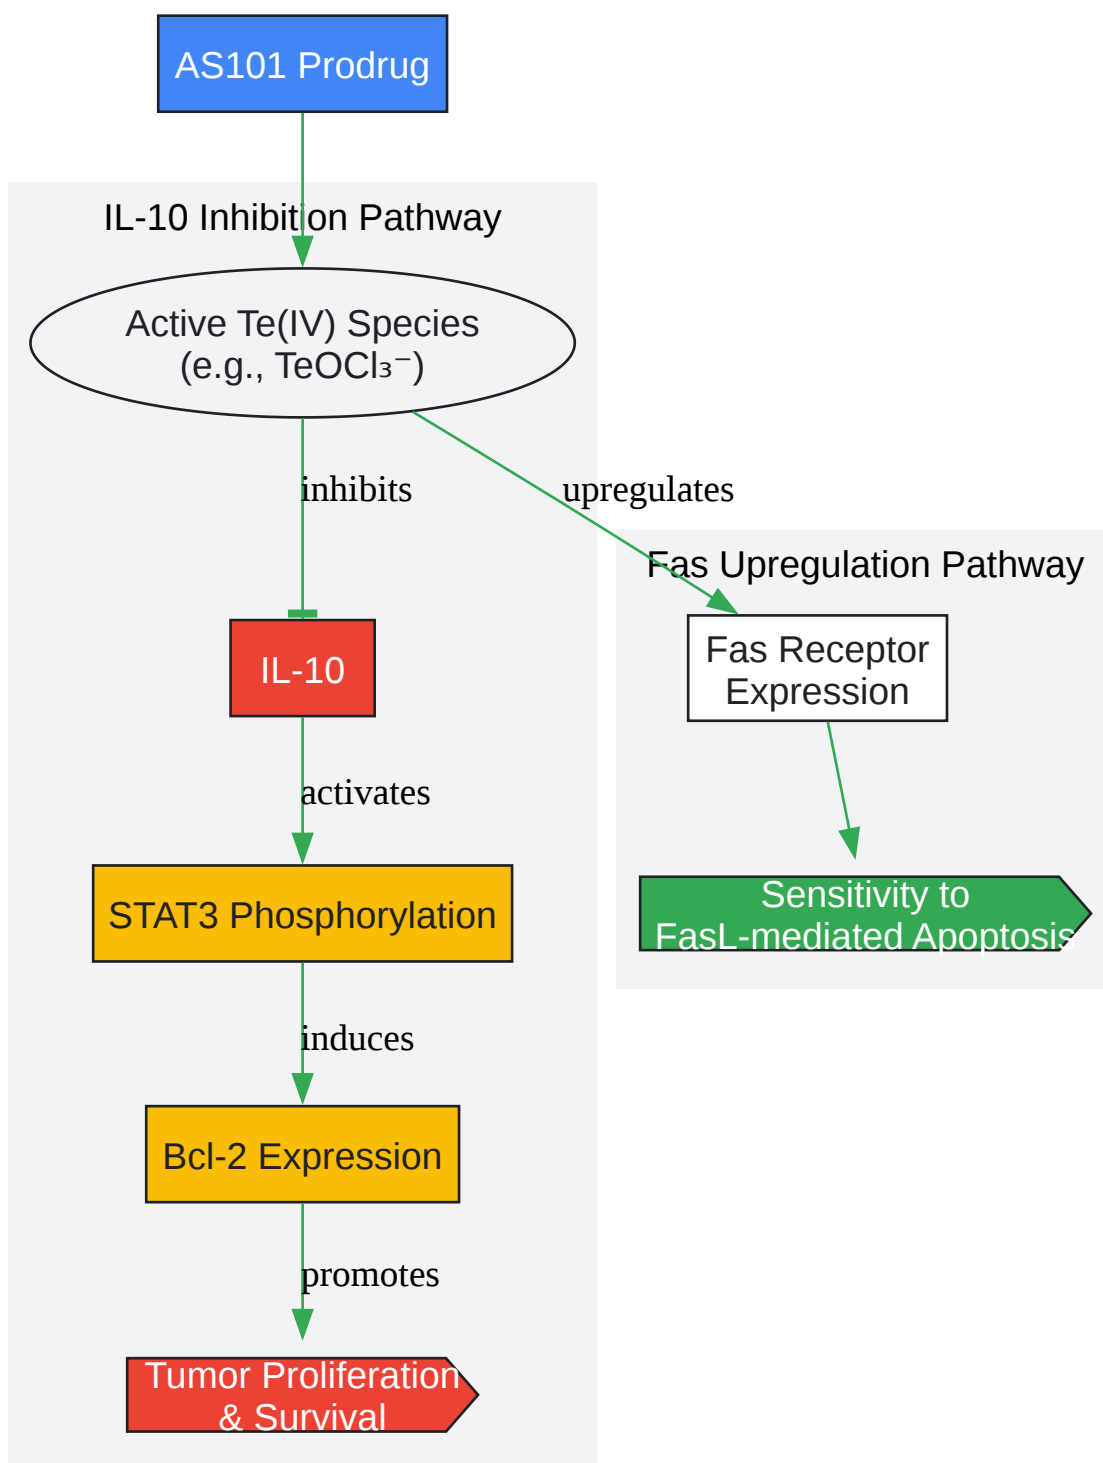 AS101 Prodrug
IL-10 Inhibition Pathway
Active Te(IV) Species
(e.g., TeOCl₃⁻)
inhibits
upregulates
Fas Upregulation Pathway
Fas Receptor
Expression
IL-10
activates
Sensitivity to
FasL-mediated Apoptosis
STAT3 Phosphorylation
induces
Bcl-2 Expression
promotes
Tumor Proliferation
& Survival